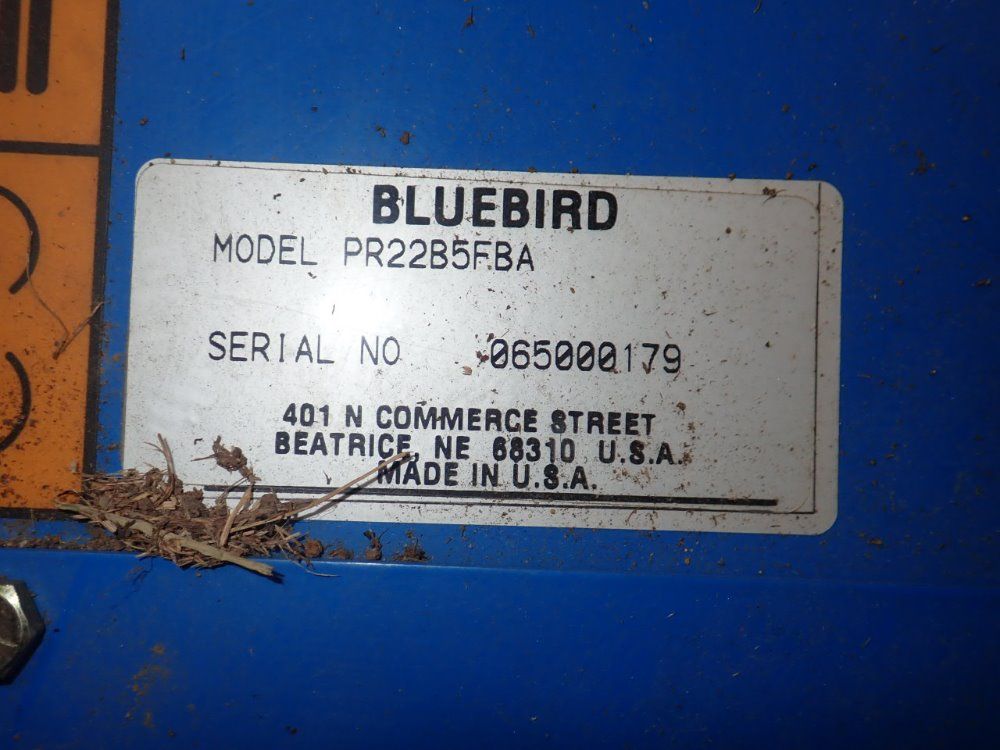 BLUEBIRD
MODEL PR22B5FBA
SERIAL NO 065000179
401 N COMMERCE STREET
BEATRICE, NE 68310 U.S.A.
MADE IN U.S.A.